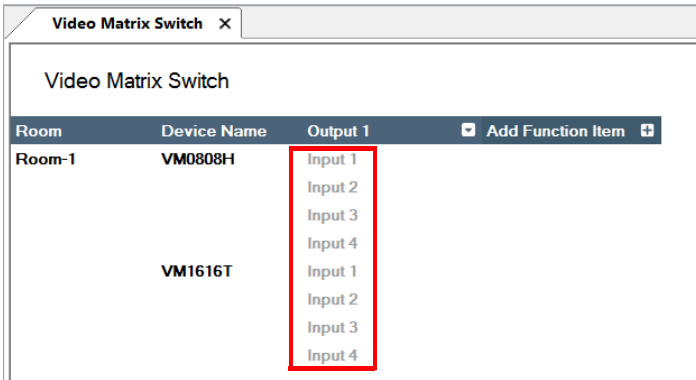 Video Matrix Switch X
Video Matrix Switch
Room Device Name Output 1 Add Function Item
Room-1 VM0808H Input 1
Input 2
Input 3
Input 4
VM1616T Input 1
Input 2
Input 3
Input 4